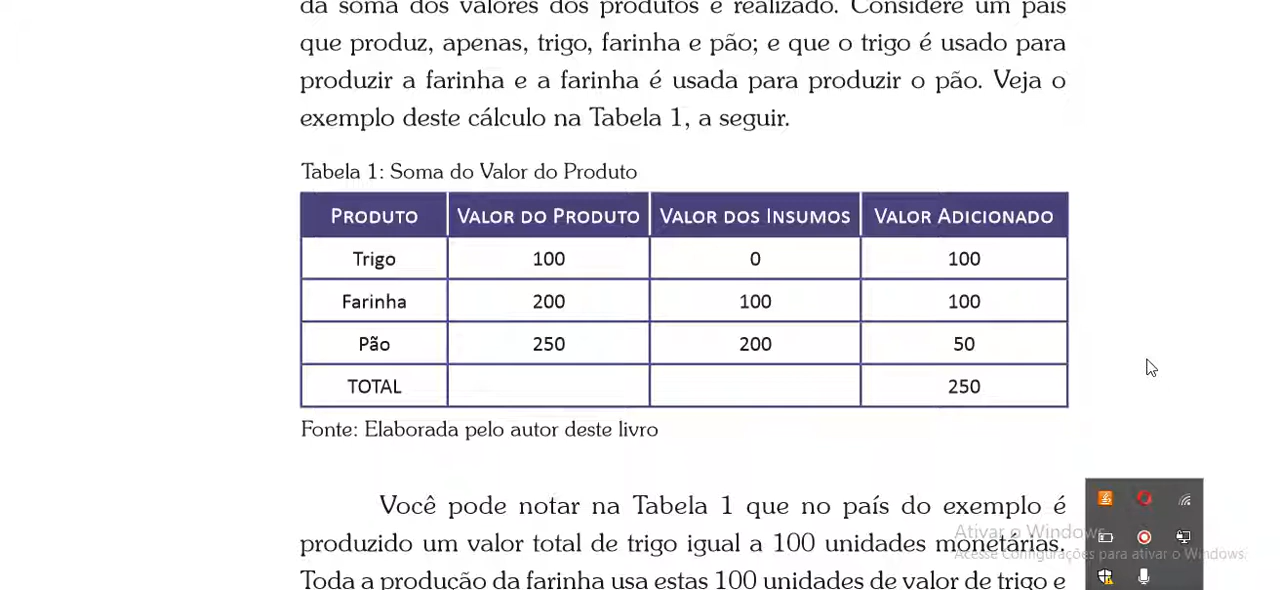 da soma dos valores dos produtos é realizado. Considere um país
que produz, apenas, trigo, farinha e pão; e que o trigo é usado para
produzir a farinha e a farinha é usada para produzir o pão. Veja o
exemplo deste cálculo na Tabela 1, a seguir.
Tabela 1: Soma do Valor do Produto
Produto Valor do Produto Valor dos Insumos Valor Adicionado
Trigo 100 0 100
Farinha 200 100 100
Pão 250 200 50
TOTAL 250
Fonte: Elaborada pelo autor deste livro
Você pode notar na Tabela 1 que no país do exemplo é
produzido um valor total de trigo igual a 100 unidades monetárias.
Toda a produção da farinha usa estas 100 unidades de valor de trigo e
Ativar o Windows
Acesse Configurações para ativar o Windows.